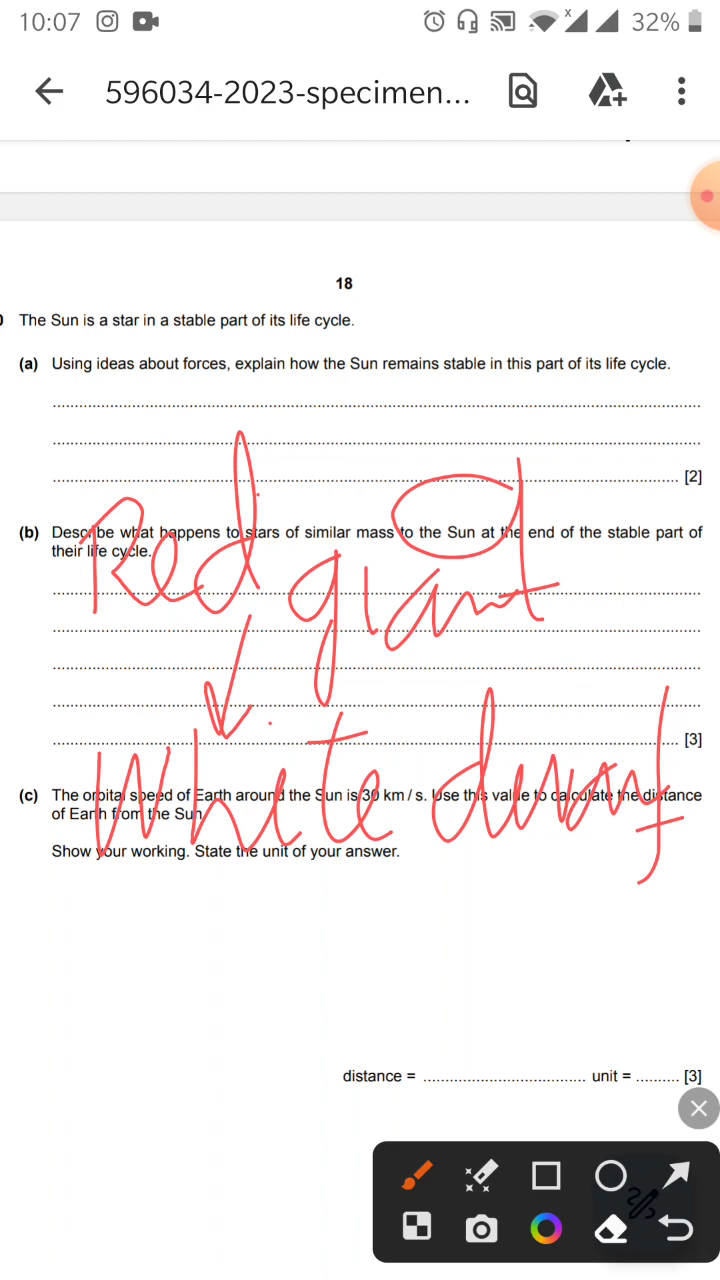 10:07 32%
596034-2023-specimen...
18
The Sun is a star in a stable part of its life cycle.
(a) Using ideas about forces, explain how the Sun remains stable in this part of its life cycle.
[2]
(b) Describe what happens to stars of similar mass to the Sun at the end of the stable part of
their life cycle.
Red giant
[3]
White dwarf
(c) The orbital speed of Earth around the Sun is 30 km/s. Use this value to calculate the distance
of Earth from the Sun.
Show your working. State the unit of your answer.
distance = ........................................ unit = .......... [3]